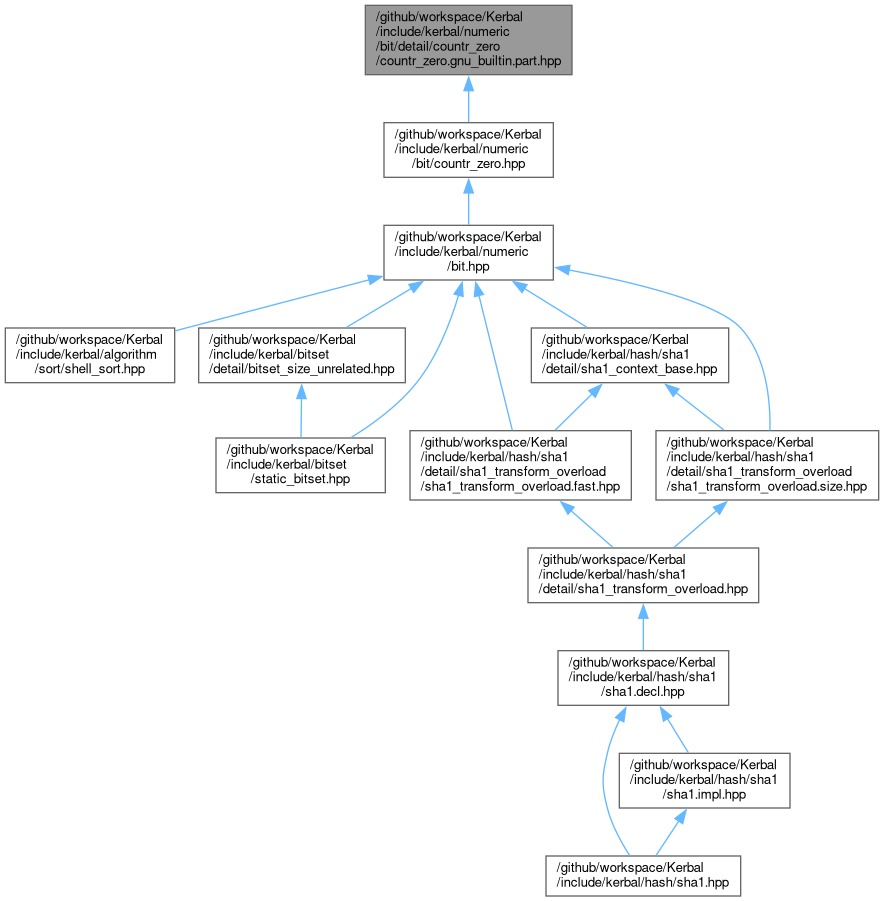 /github/workspace/Kerbal
/include/kerbal/numeric
/bit/detail/countr_zero
/countr_zero.gnu_builtin.part.hpp
/github/workspace/Kerbal
/include/kerbal/numeric
/bit/countr_zero.hpp
/github/workspace/Kerbal
/include/kerbal/numeric
/bit.hpp
/github/workspace/Kerbal
/include/kerbal/algorithm
/sort/shell_sort.hpp
/github/workspace/Kerbal
/include/kerbal/bitset
/detail/bitset_size_unrelated.hpp
/github/workspace/Kerbal
/include/kerbal/hash/sha1
/detail/sha1_context_base.hpp
/github/workspace/Kerbal
/include/kerbal/bitset
/static_bitset.hpp
/github/workspace/Kerbal
/include/kerbal/hash/sha1
/detail/sha1_transform_overload
/sha1_transform_overload.fast.hpp
/github/workspace/Kerbal
/include/kerbal/hash/sha1
/detail/sha1_transform_overload
/sha1_transform_overload.size.hpp
/github/workspace/Kerbal
/include/kerbal/hash/sha1
/detail/sha1_transform_overload.hpp
/github/workspace/Kerbal
/include/kerbal/hash/sha1
/sha1.decl.hpp
/github/workspace/Kerbal
/include/kerbal/hash/sha1
/sha1.impl.hpp
/github/workspace/Kerbal
/include/kerbal/hash/sha1.hpp